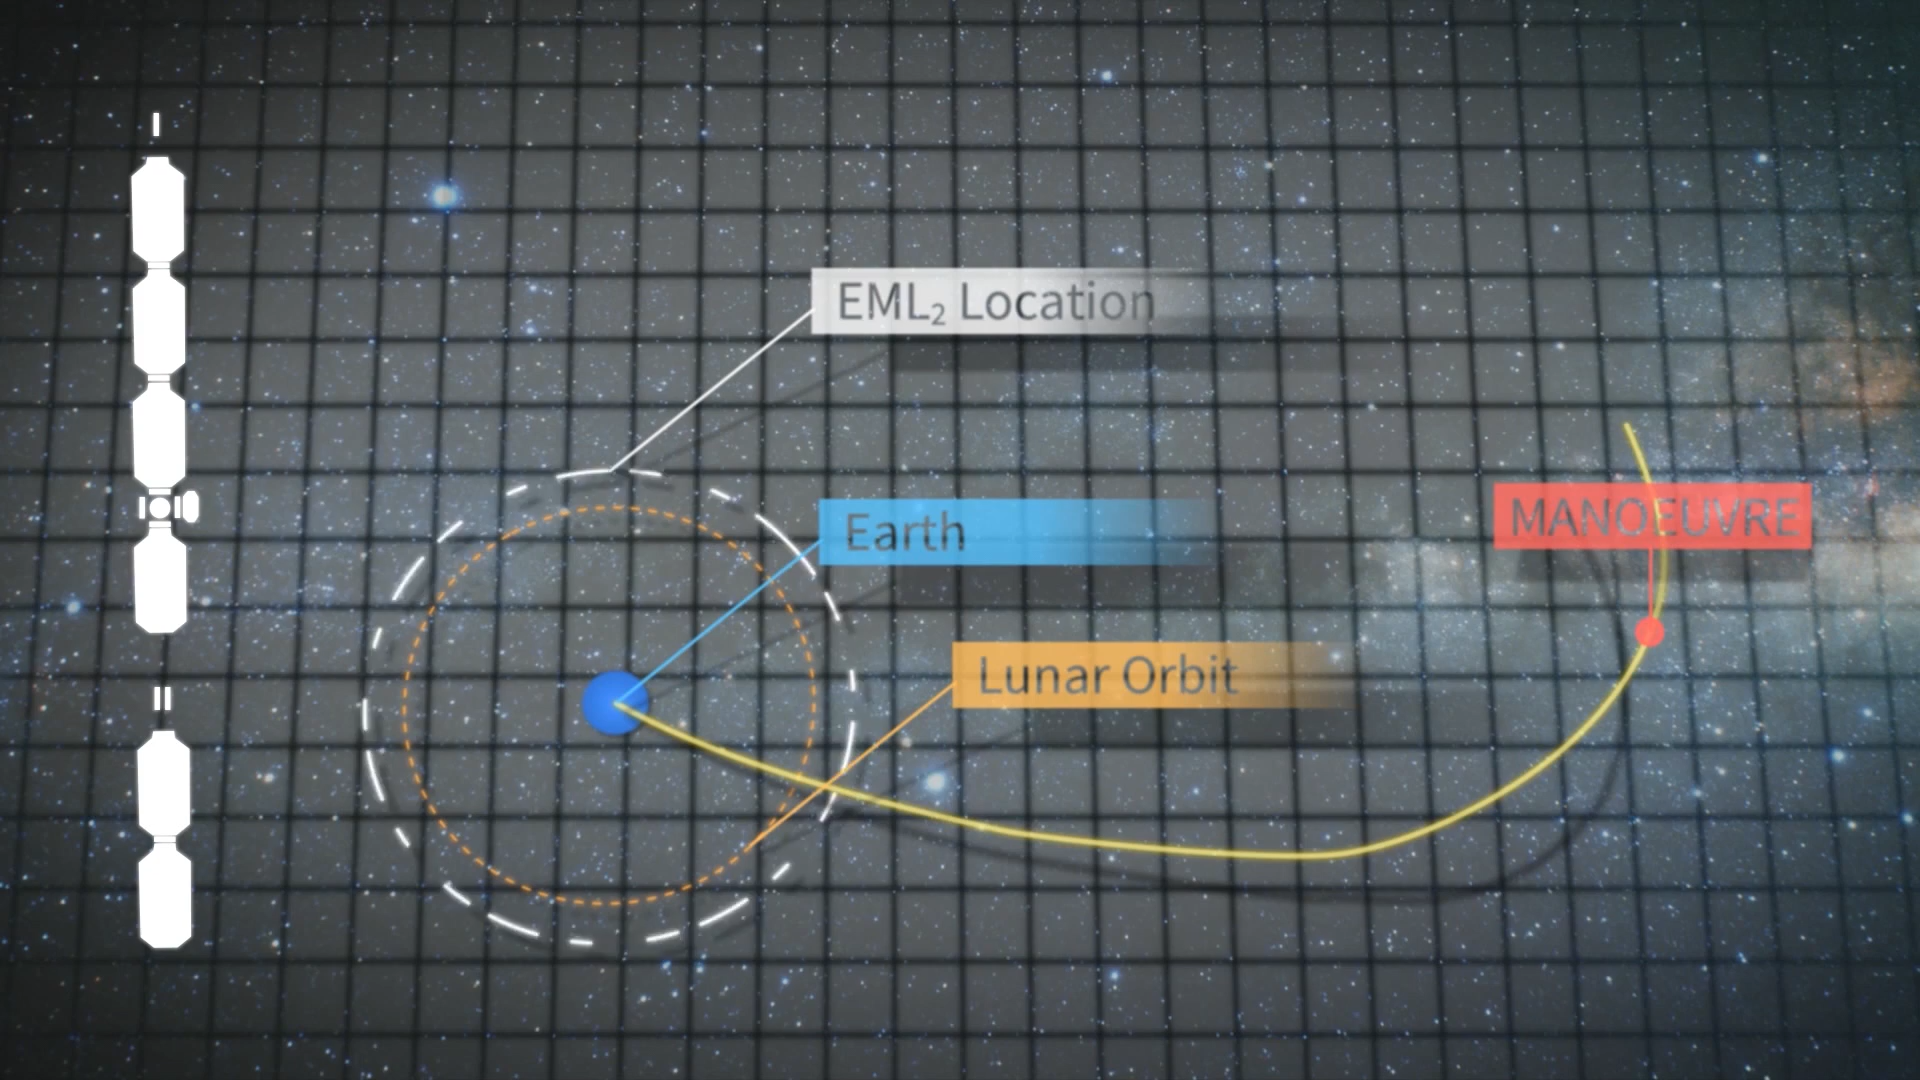 I
EML₂ Location
Earth
MANOEUVRE
Lunar Orbit
II